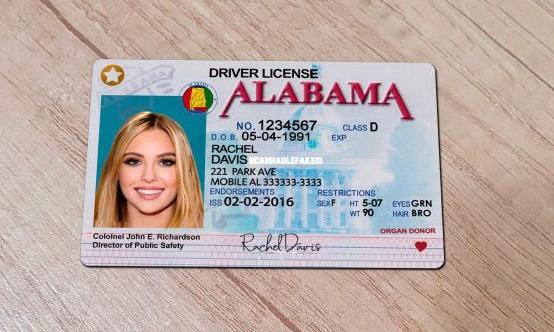 DRIVER LICENSE
ALABAMA
NO. 1234567 CLASS D
D.O.B. 05-04-1991 EXP
RACHEL
DAVIS SCANNABLEFAKEID
221 PARK AVE
MOBILE AL 333333-3333
ENDORSEMENTS RESTRICTIONS
ISS 02-02-2016 SEX F HT 5-07 EYES GRN
WT 90 HAIR BRO
Coloinel John E. Richardson
Director of Public Safety
Rachel Davis
ORGAN DONOR